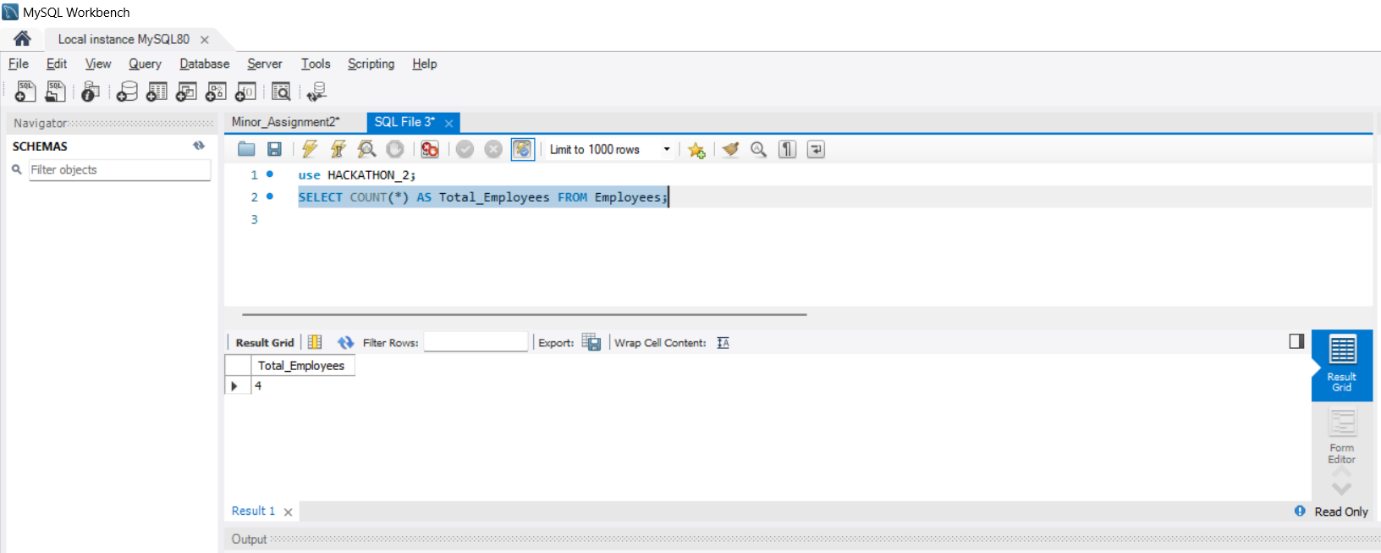 MySQL Workbench
Local instance MySQL80
File Edit View Query Database Server Tools Scripting Help
Navigator
SCHEMAS
Filter objects
Minor_Assignment2* SQL File 3*
Limit to 1000 rows
1 use HACKATHON_2;
2 SELECT COUNT(*) AS Total_Employees FROM Employees;
3
Result Grid Filter Rows: Export: Wrap Cell Content:
Total_Employees
4
Result Grid
Form Editor
Result 1
Read Only
Output